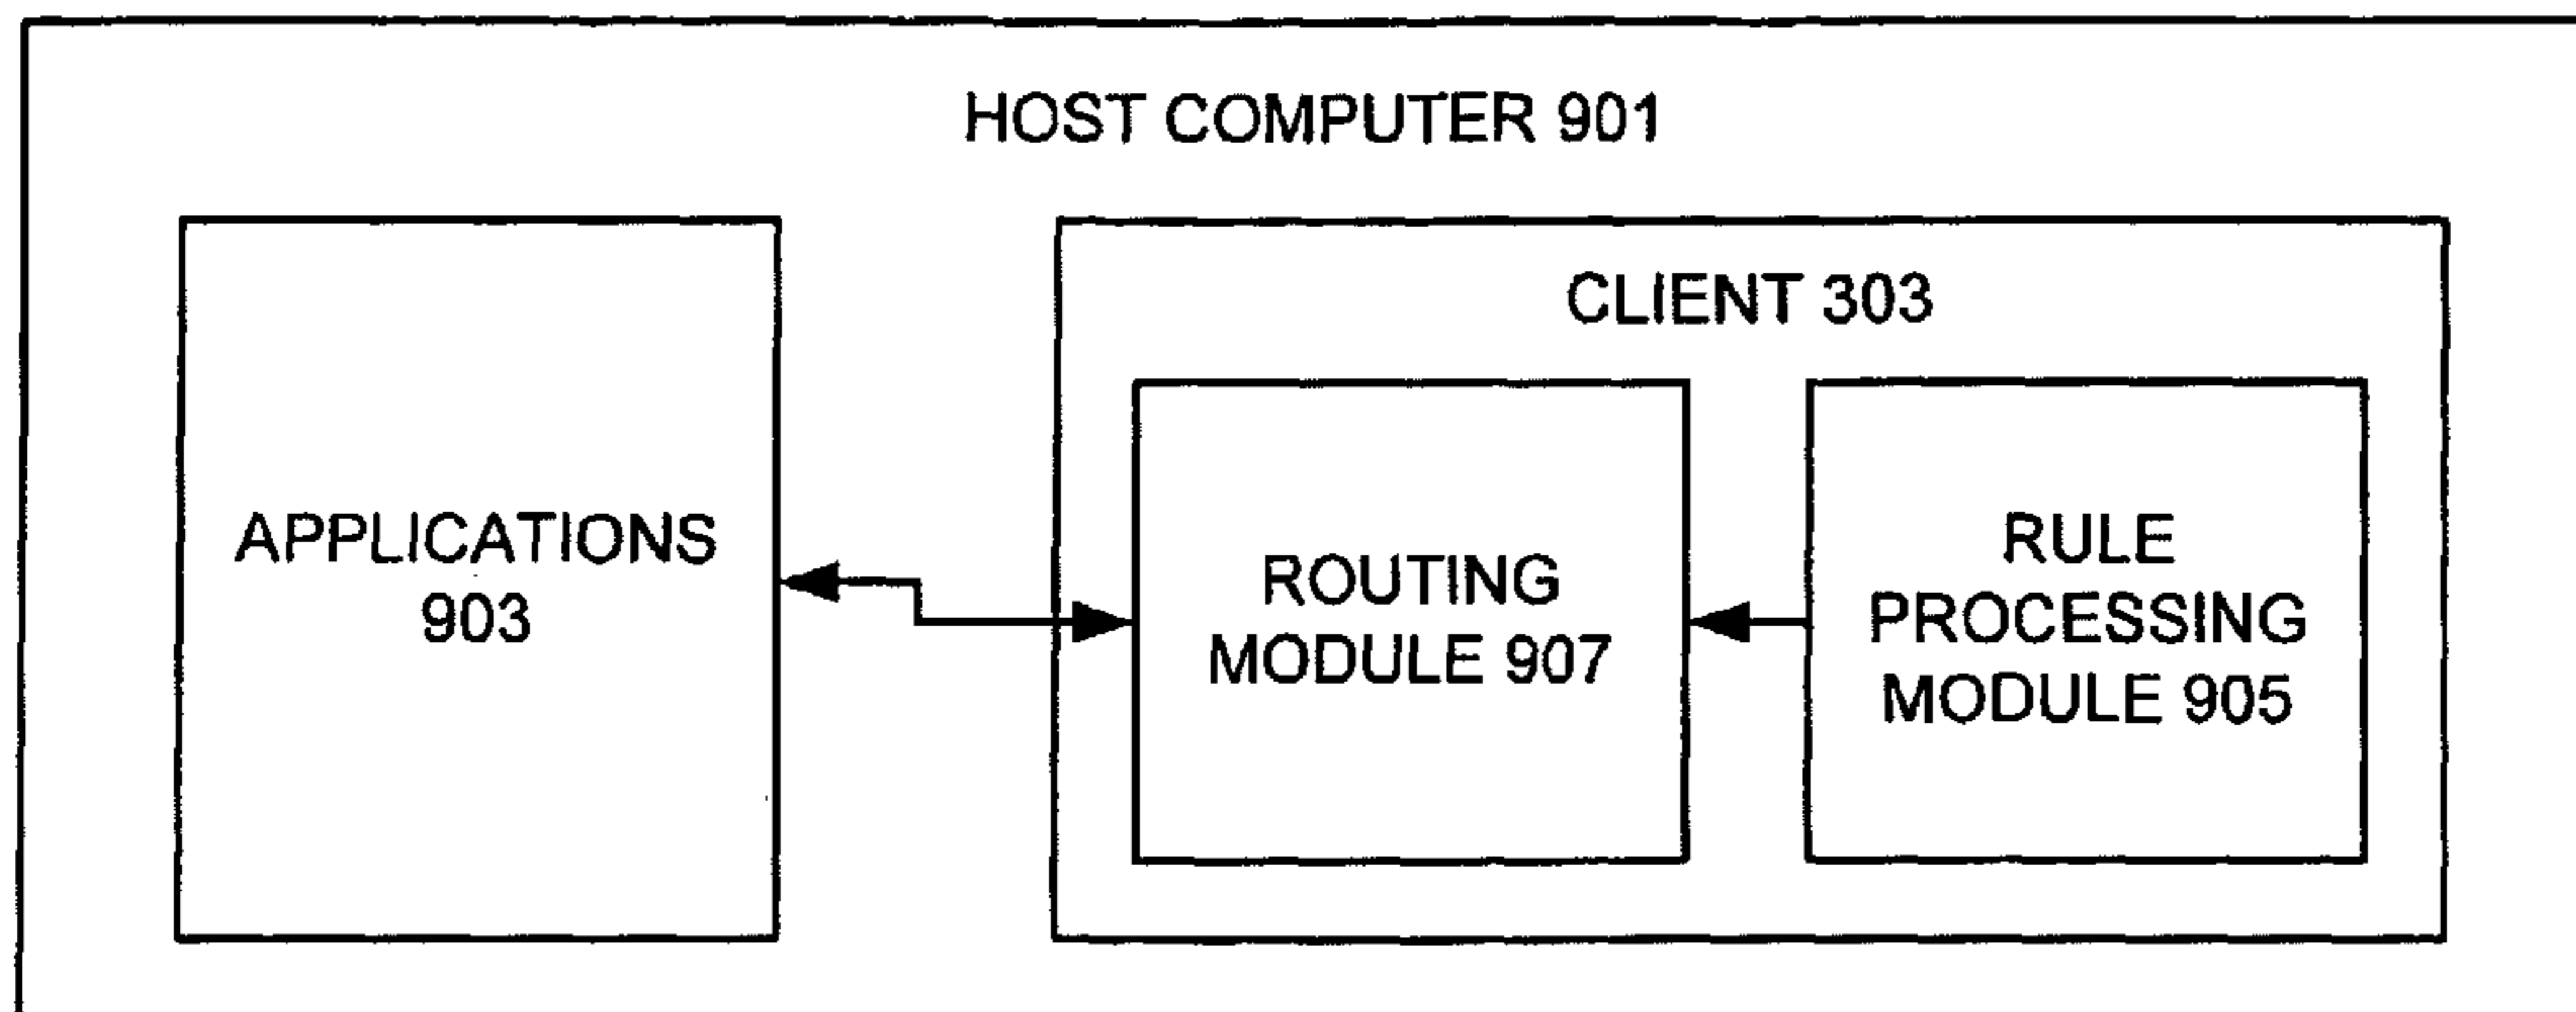 HOST COMPUTER 901
CLIENT 303
APPLICATIONS
903
ROUTING
MODULE 907
RULE
PROCESSING
MODULE 905